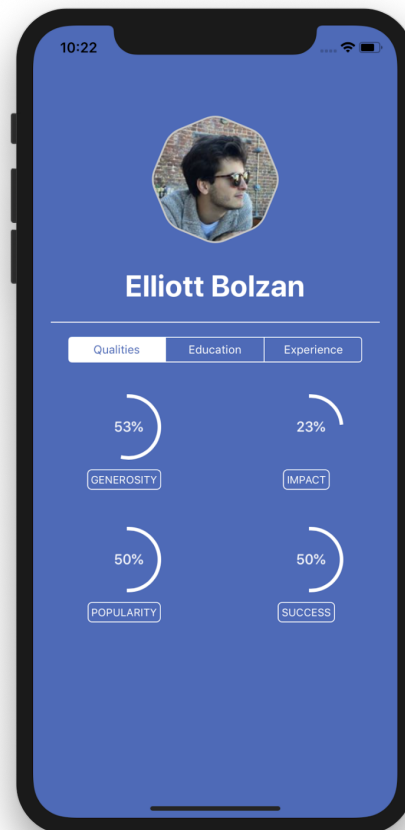 10:22
Elliott Bolzan
Qualities Education Experience
53% 23%
GENEROSITY IMPACT
50% 50%
POPULARITY SUCCESS